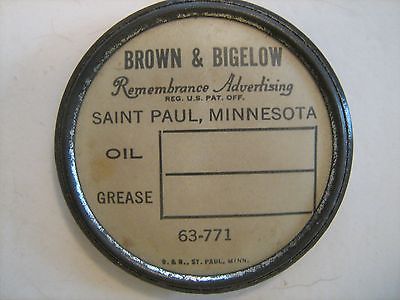 BROWN & BIGELOW
Remembrance Advertising
REG. U.S. PAT. OFF.
SAINT PAUL, MINNESOTA
OIL
GREASE
63-771
B. & B., ST. PAUL, MINN.